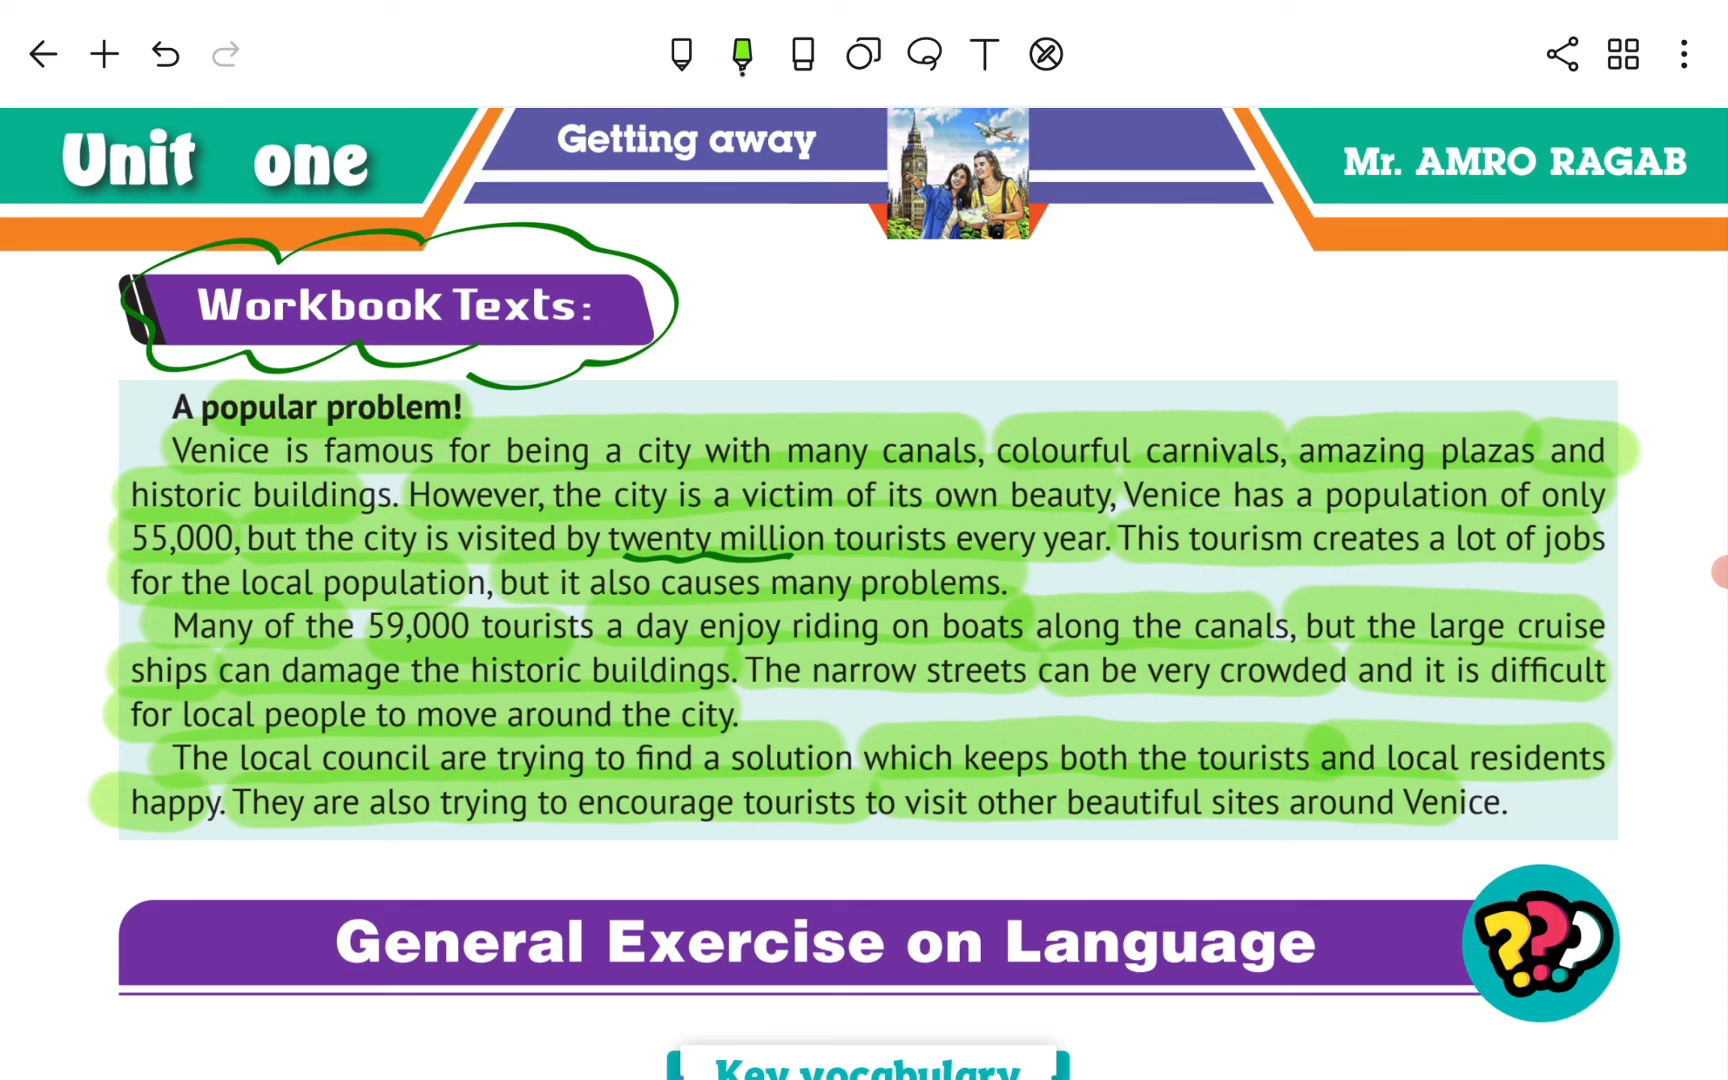 Unit one
Getting away
Mr. AMRO RAGAB
Workbook Texts:
A popular problem!
Venice is famous for being a city with many canals, colourful carnivals, amazing plazas and
historic buildings. However, the city is a victim of its own beauty, Venice has a population of only
55,000, but the city is visited by twenty million tourists every year. This tourism creates a lot of jobs
for the local population, but it also causes many problems.
Many of the 59,000 tourists a day enjoy riding on boats along the canals, but the large cruise
ships can damage the historic buildings. The narrow streets can be very crowded and it is difficult
for local people to move around the city.
The local council are trying to find a solution which keeps both the tourists and local residents
happy. They are also trying to encourage tourists to visit other beautiful sites around Venice.
General Exercise on Language
???
Key vocabulary